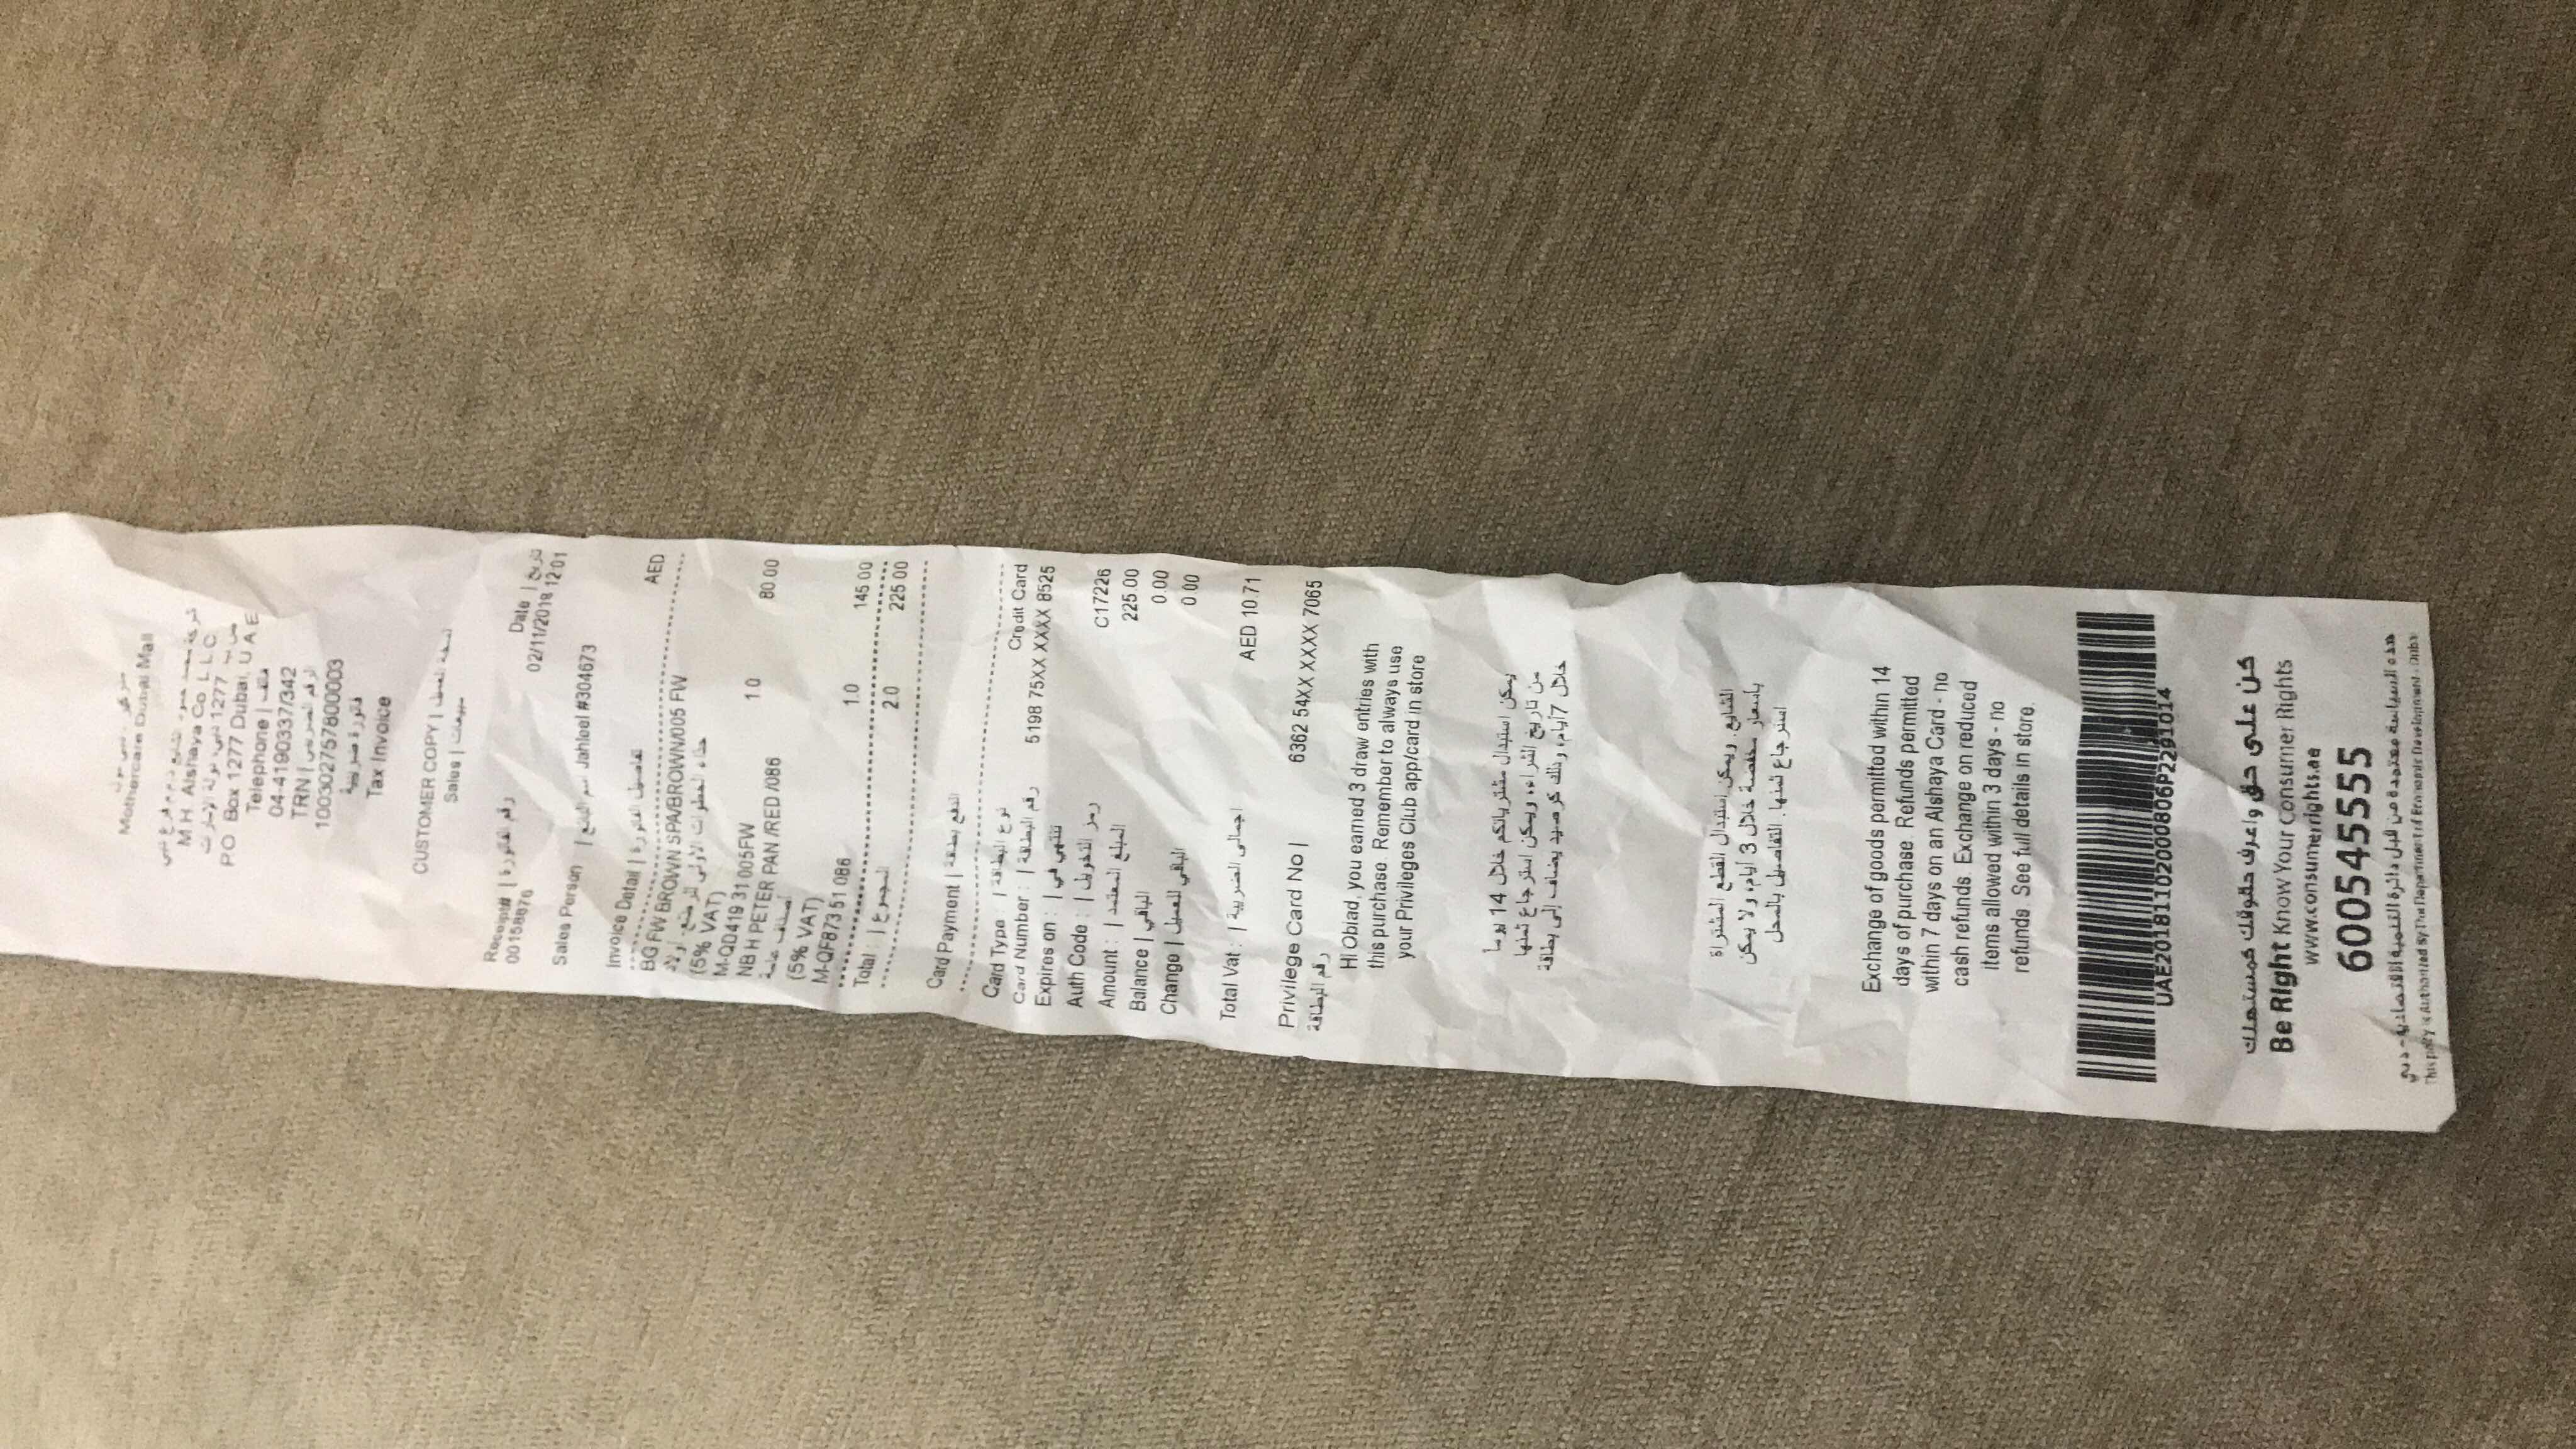 مذركير - دبي مول
Mothercare Dubai Mall
شركة محمد حمود الشايع ذ.م.م فرع دبي
M.H. Alshaya Co. L.L.C
ص.ب 1277 دبي، دولة الإمارات
P.O. Box 1277 Dubai, U.A.E
Telephone | هاتف
04-4190337/342
TRN | الرقم الضريبي
100302757800003
فاتورة ضريبية
Tax Invoice
CUSTOMER COPY | نسخة العميل
Sales | مبيعات
Receipt# | رقم الفاتورة Date | تاريخ
00158876 02/11/2018 12:01
Sales Person | اسم البائع Jahleel #304673
Invoice Detail | تفاصيل الفاتورة AED
BG FW BROWN SPA/BROWN/005 FW
حذاء الخطوات الأولى للرضع- أولاد
(5% VAT)
M-QD419 31 005FW 1.0 80.00
NB H PETER PAN /RED /086
أصناف عامة
(5% VAT)
M-QF873 51 086 1.0 145.00
Total : | المجموع 2.0 225.00
Card Payment | الدفع بطاقة
Card Type : | نوع البطاقة Credit Card
Card Number : | رقم البطاقة 5198 75XX XXXX 8525
Expires on : | تنتهي في
Auth Code : | رمز التخويل C17226
Amount : | المبلغ المعتمد 225.00
Balance | الباقي 0.00
Change | الباقي للعميل 0.00
Total Vat : | اجمالى الضريبة AED 10.71
Privilege Card No | 6362 54XX XXXX 7065
رقم البطاقة
Hi Obiad, you earned 3 draw entries with
this purchase. Remember to always use
your Privileges Club app/card in store
يمكن استبدال مشترياتكم خلال 14 يوماً
من تاريخ الشراء، ويمكن استرجاع ثمنها
خلال 7أيام، وذلك كرصيد يضاف إلى بطاقة
الشايع. ويمكن استبدال القطع المشتراة
بأسعار مخفضة خلال 3 أيام، ولا يمكن
استرجاع ثمنها. التفاصيل بالمحل
Exchange of goods permitted within 14
days of purchase. Refunds permitted
within 7 days on an Alshaya Card - no
cash refunds. Exchange on reduced
items allowed within 3 days - no
refunds. See full details in store.
UAE20181102000806P2291014
كن على حق واعرف حقوقك كمستهلك
Be Right Know Your Consumer Rights
www.consumerrights.ae
600545555
هذه السياسة معتمدة من قبل دائرة التنمية الاقتصادية - دبي
This policy is Authorized By The Department of Economic Development - Dubai